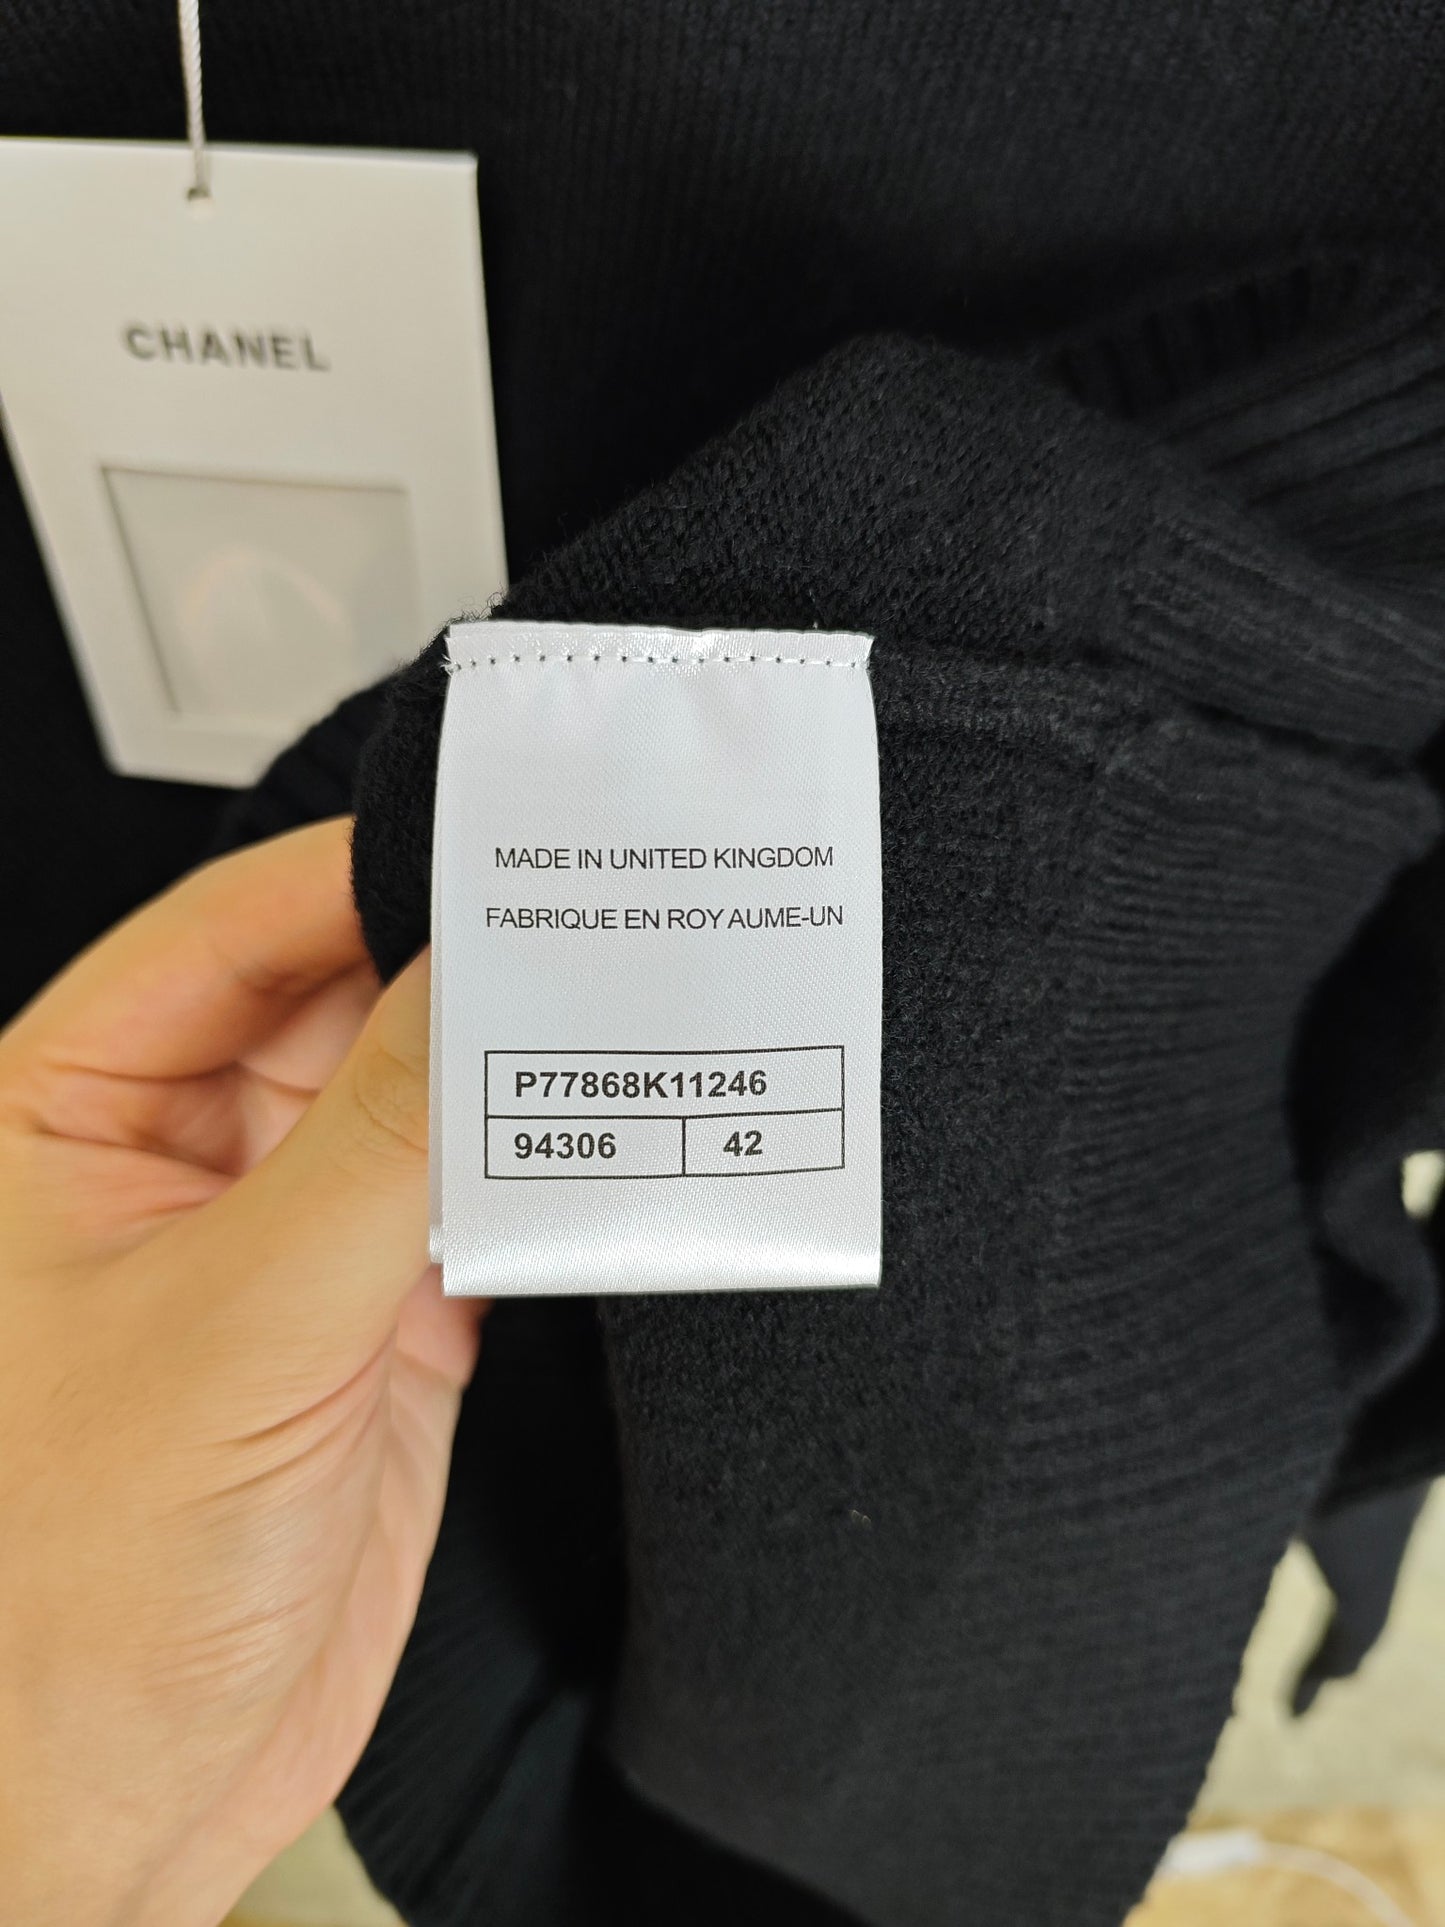 CHANEL
MADE IN UNITED KINGDOM
FABRIQUE EN ROY AUME-UN
P77868K11246
94306 42